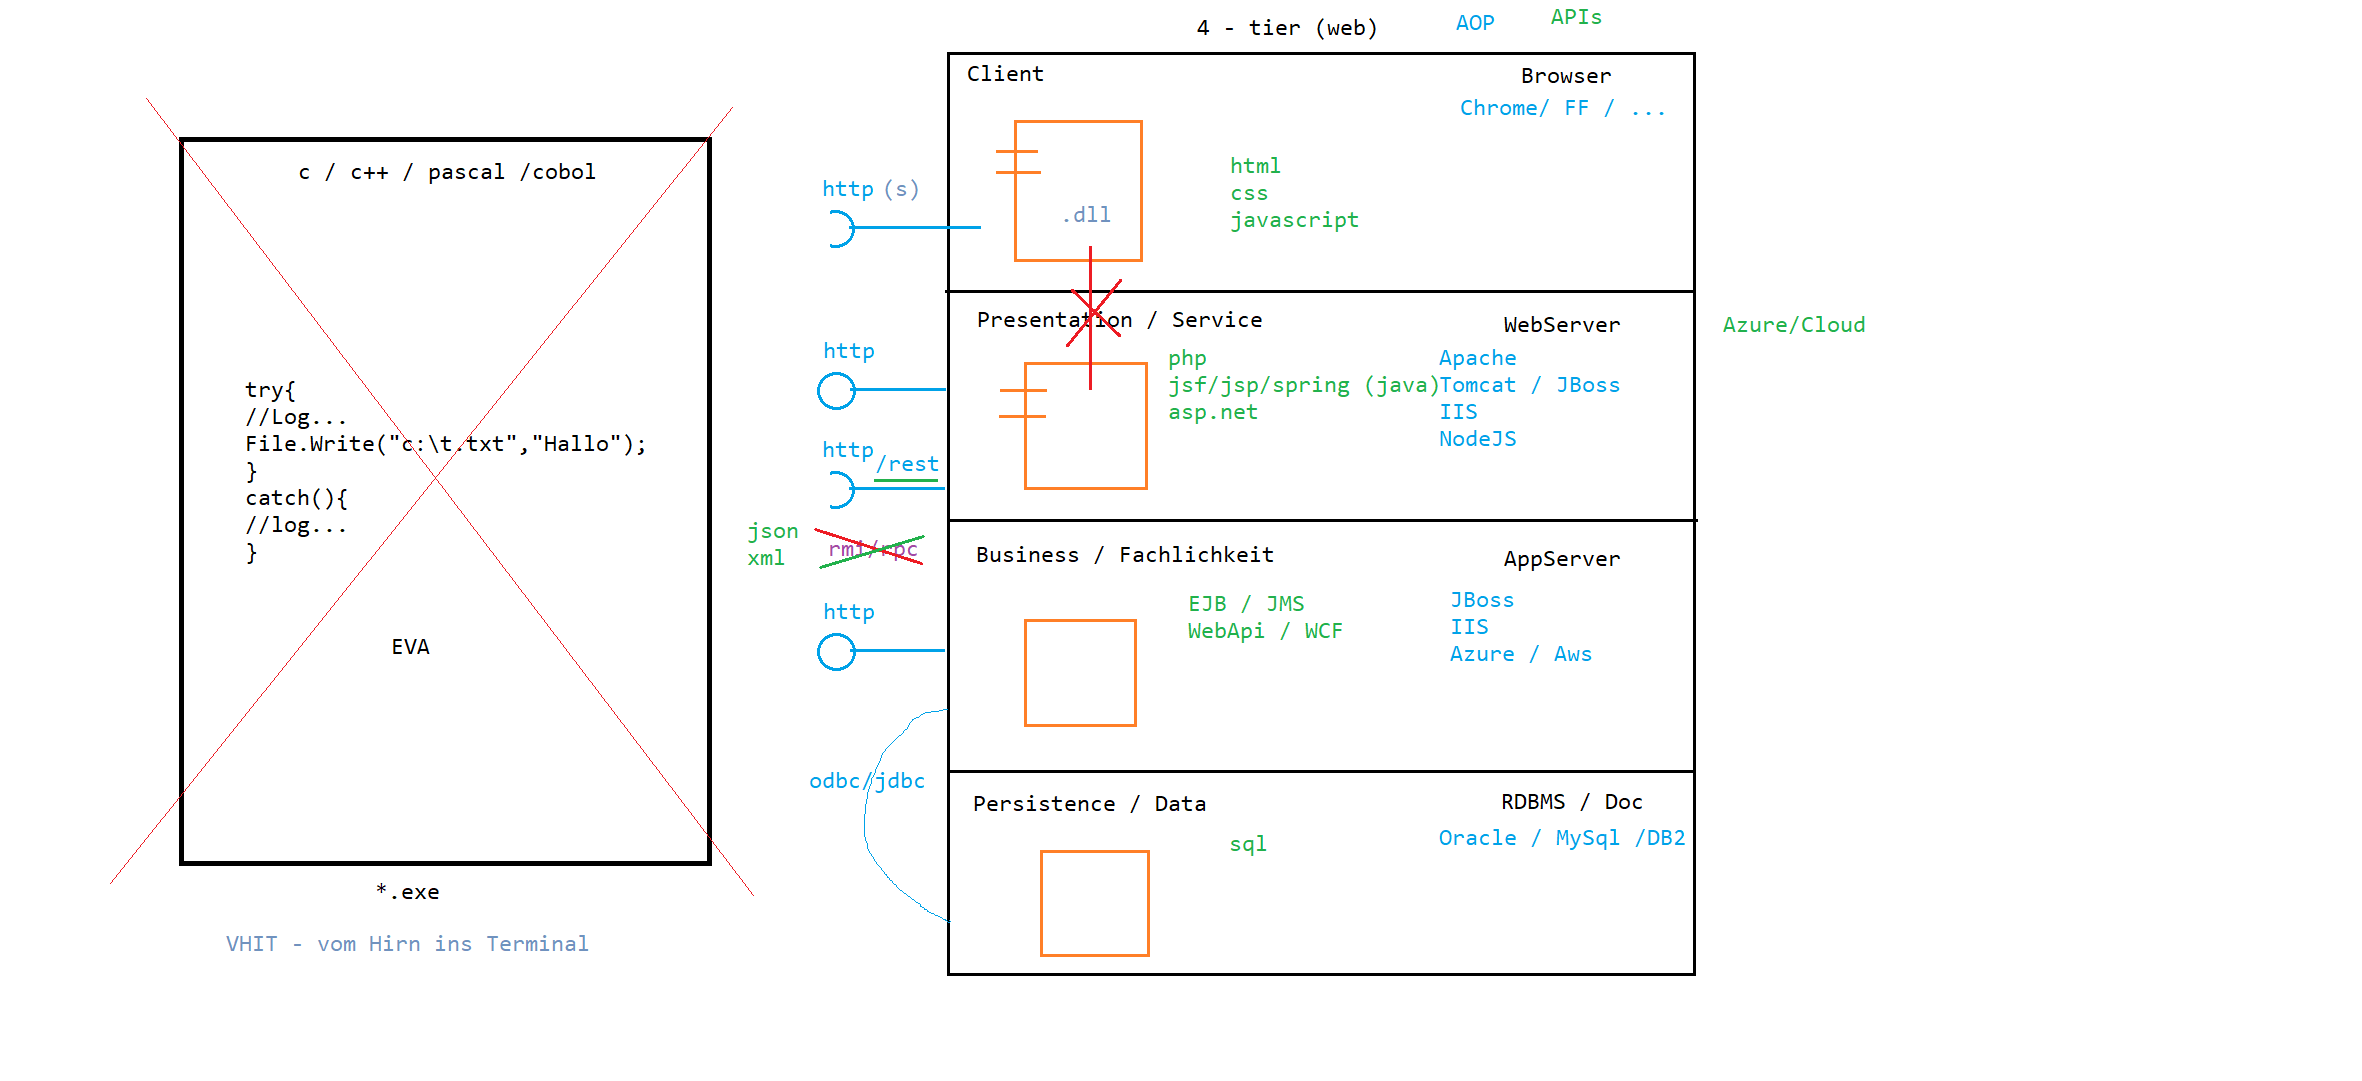 4 - tier (web)
AOP
APIs
c / c++ / pascal /cobol
try{
//Log...
File.Write("c:\t.txt","Hallo");
}
catch(){
//log...
}
EVA
*.exe
VHIT - vom Hirn ins Terminal
Client
Browser
Chrome/ FF / ...
http (s)
.dll
html
css
javascript
Presentation / Service
WebServer
Azure/Cloud
http
php
jsf/jsp/spring (java)
asp.net
Apache
Tomcat / JBoss
IIS
NodeJS
http /rest
json
xml
rmi/rpc
Business / Fachlichkeit
AppServer
http
EJB / JMS
WebApi / WCF
JBoss
IIS
Azure / Aws
odbc/jdbc
Persistence / Data
RDBMS / Doc
sql
Oracle / MySql /DB2